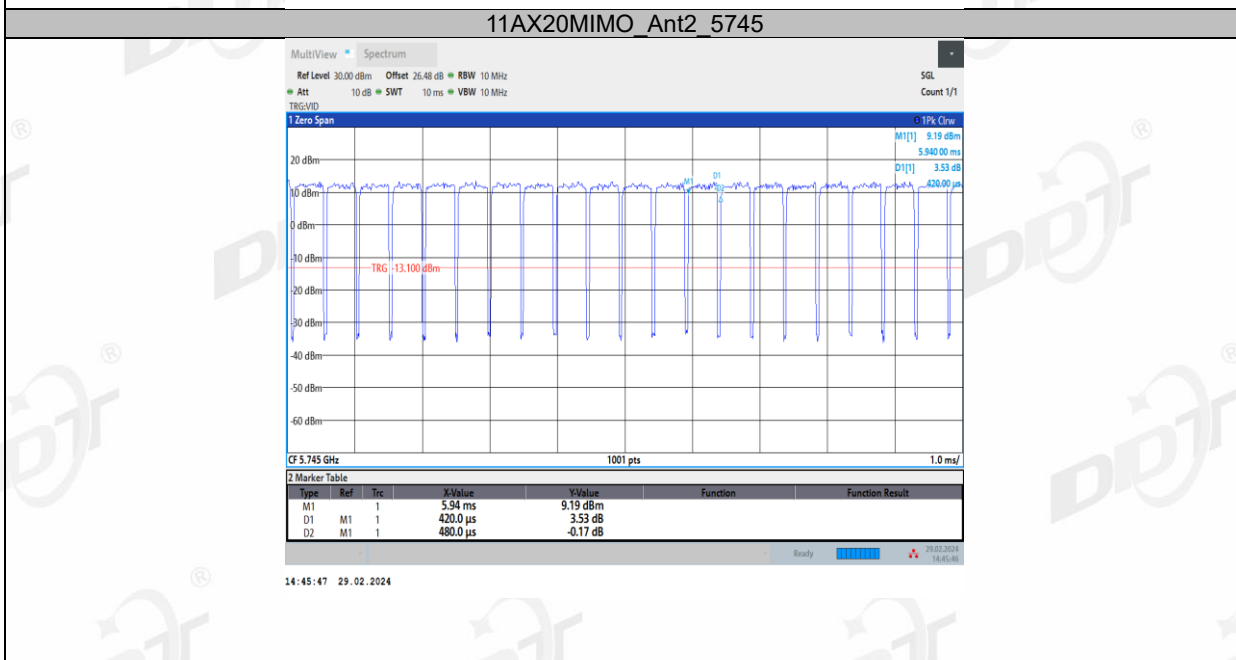 11AX20MIMO_Ant2_5745
MultiView Spectrum
Ref Level 30.00 dBm Offset 26.48 dB RBW 10 MHz SGL
Att 10 dB SWT 10 ms VBW 10 MHz Count 1/1
TRG:VID
1 Zero Span 1Pk Clrw
M1[1] 9.19 dBm
5.940 00 ms
20 dBm
D1[1] 3.53 dB
M1 D1
D2 420.00 µs
10 dBm
0 dBm
-10 dBm
TRG -13.100 dBm
-20 dBm
-30 dBm
-40 dBm
-50 dBm
-60 dBm
CF 5.745 GHz 1001 pts 1.0 ms/
2 Marker Table
Type Ref Trc X-Value Y-Value Function Function Result
M1 1 5.94 ms 9.19 dBm
D1 M1 1 420.0 µs 3.53 dB
D2 M1 1 480.0 µs -0.17 dB
Ready 29.02.2024
14:45:46
14:45:47 29.02.2024
DDT
®